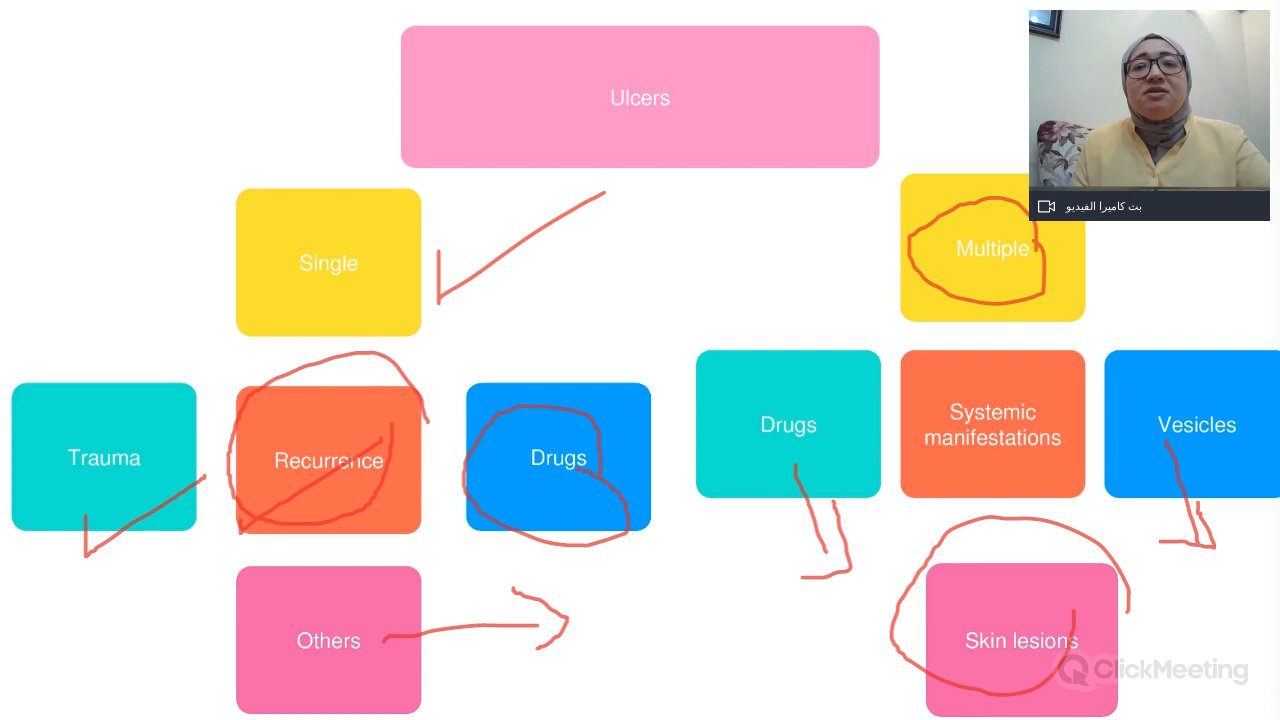 Ulcers
بث كاميرا الفيديو
Single
Multiple
Trauma
Recurrence
Drugs
Drugs
Systemic
manifestations
Vesicles
Others
Skin lesions
ClickMeeting